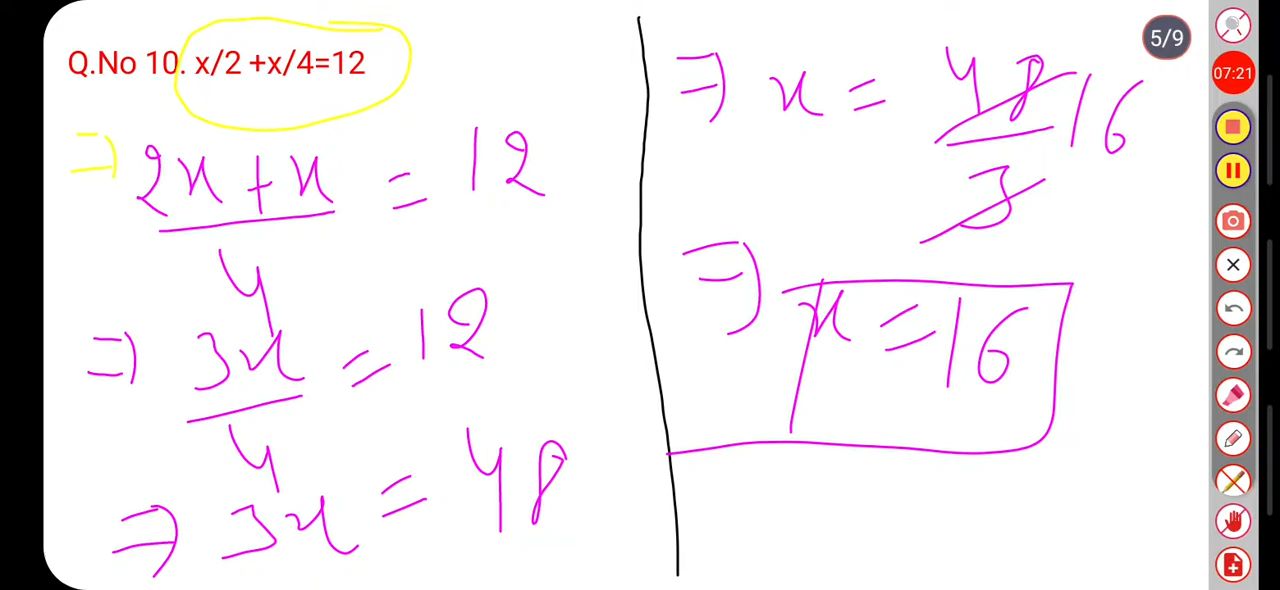 Q.No 10. x/2 +x/4=12
⇒ 2x + x = 12
4
⇒ 3x = 12
4
⇒ 3x = 48
⇒ x = 48 16
3
⇒ x = 16
5/9
07:21